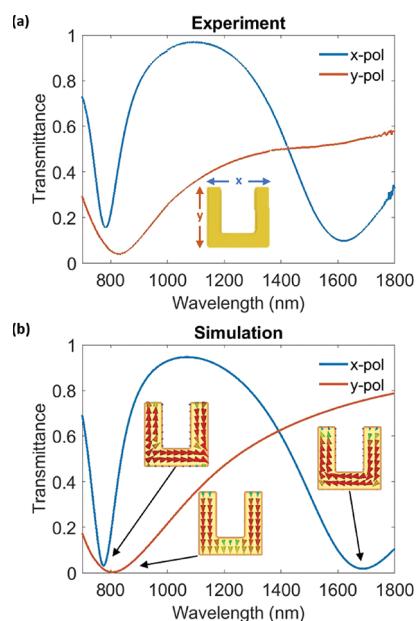 (a)
Experiment
x-pol
y-pol
Transmittance
1
0.8
0.6
0.4
0.2
0
x
y
800 1000 1200 1400 1600 1800
Wavelength (nm)
(b)
Simulation
x-pol
y-pol
Transmittance
1
0.8
0.6
0.4
0.2
0
800 1000 1200 1400 1600 1800
Wavelength (nm)